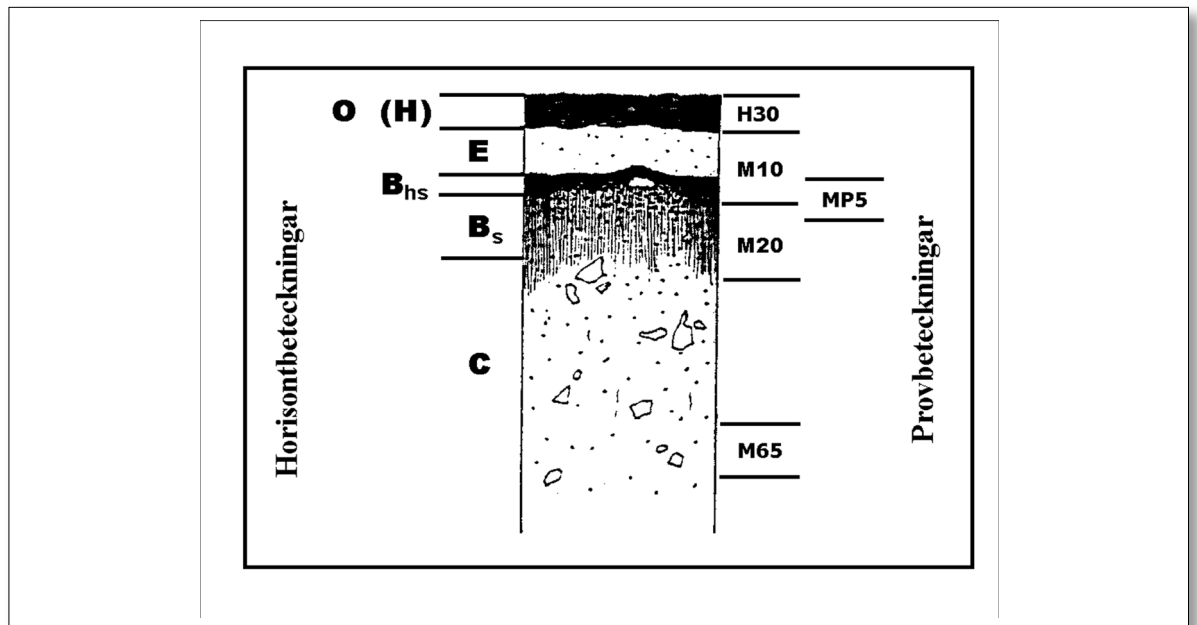 Horisontbeteckningar
O (H)
E
Bhs
Bs
C
H30
M10
MP5
M20
M65
Provbeteckningar